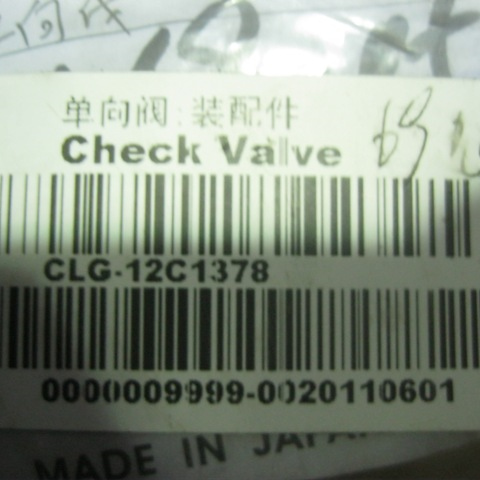 单向阀:装配件
Check Valve
CLG-12C1378
0000009999-0020110601
MADE IN JAPAN